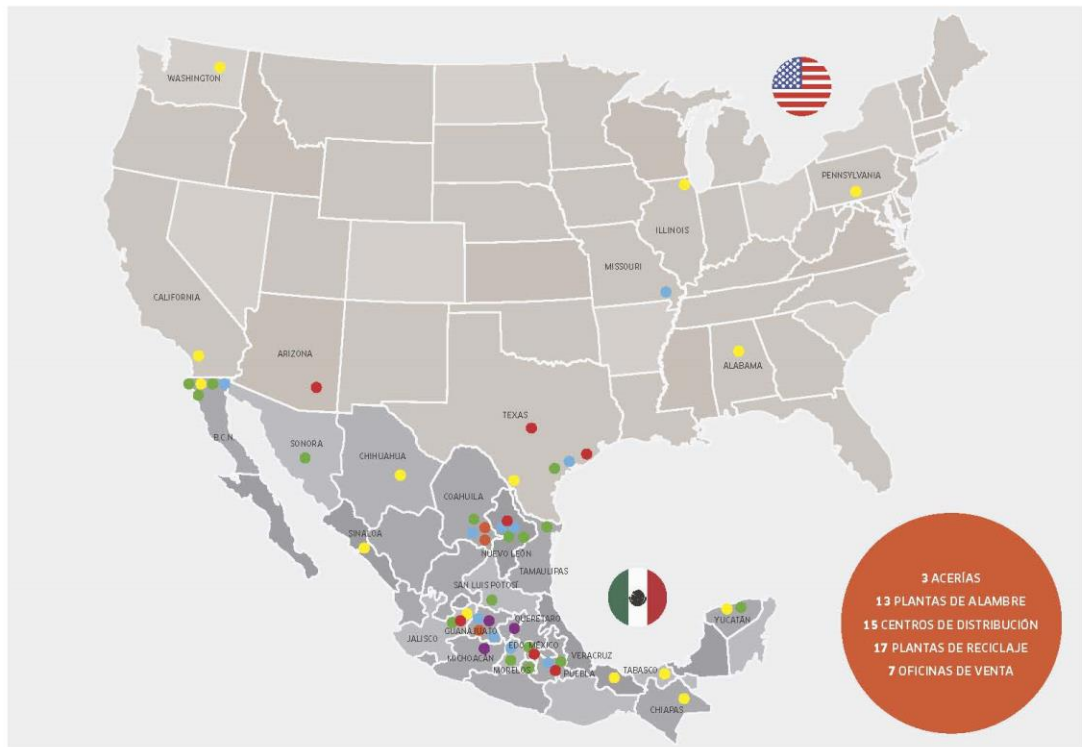 WASHINGTON
PENNSYLVANIA
ILLINOIS
MISSOURI
CALIFORNIA
ARIZONA
ALABAMA
TEXAS
B.C.N.
SONORA
CHIHUAHUA
COAHUILA
SINALOA
NUEVO LEÓN
TAMAULIPAS
SAN LUIS POTOSÍ
QUERÉTARO
JALISCO
GUANAJUATO
EDO. MÉXICO
MICHOACÁN
MORELOS
VERACRUZ
PUEBLA
TABASCO
YUCATÁN
CHIAPAS
3 ACERÍAS
13 PLANTAS DE ALAMBRE
15 CENTROS DE DISTRIBUCIÓN
17 PLANTAS DE RECICLAJE
7 OFICINAS DE VENTA